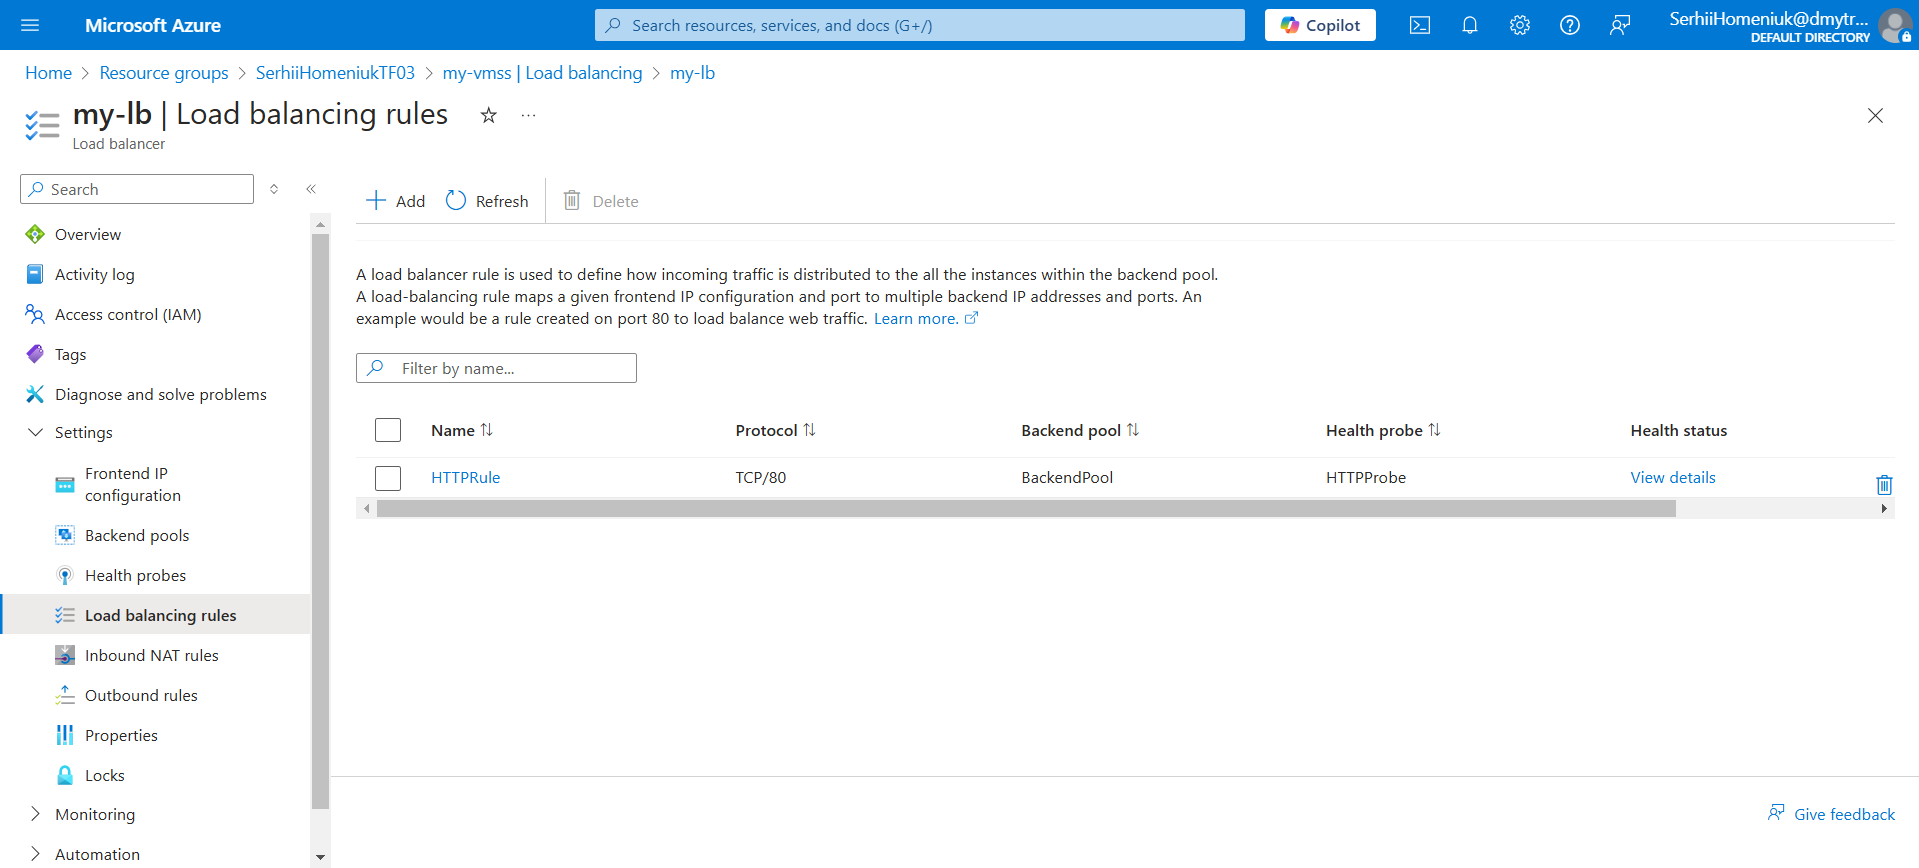 Microsoft Azure
Search resources, services, and docs (G+/)
Copilot
SerhiiHomeniuk@dmytr...
DEFAULT DIRECTORY
Home > Resource groups > SerhiiHomeniukTF03 > my-vmss | Load balancing > my-lb
my-lb | Load balancing rules
Load balancer
Search
Overview
Activity log
Access control (IAM)
Tags
Diagnose and solve problems
Settings
Frontend IP
configuration
Backend pools
Health probes
Load balancing rules
Inbound NAT rules
Outbound rules
Properties
Locks
Monitoring
Automation
Add Refresh Delete
A load balancer rule is used to define how incoming traffic is distributed to the all the instances within the backend pool.
A load-balancing rule maps a given frontend IP configuration and port to multiple backend IP addresses and ports. An
example would be a rule created on port 80 to load balance web traffic. Learn more.
Filter by name...
Name Protocol Backend pool Health probe Health status
HTTPRule TCP/80 BackendPool HTTPProbe View details
Give feedback